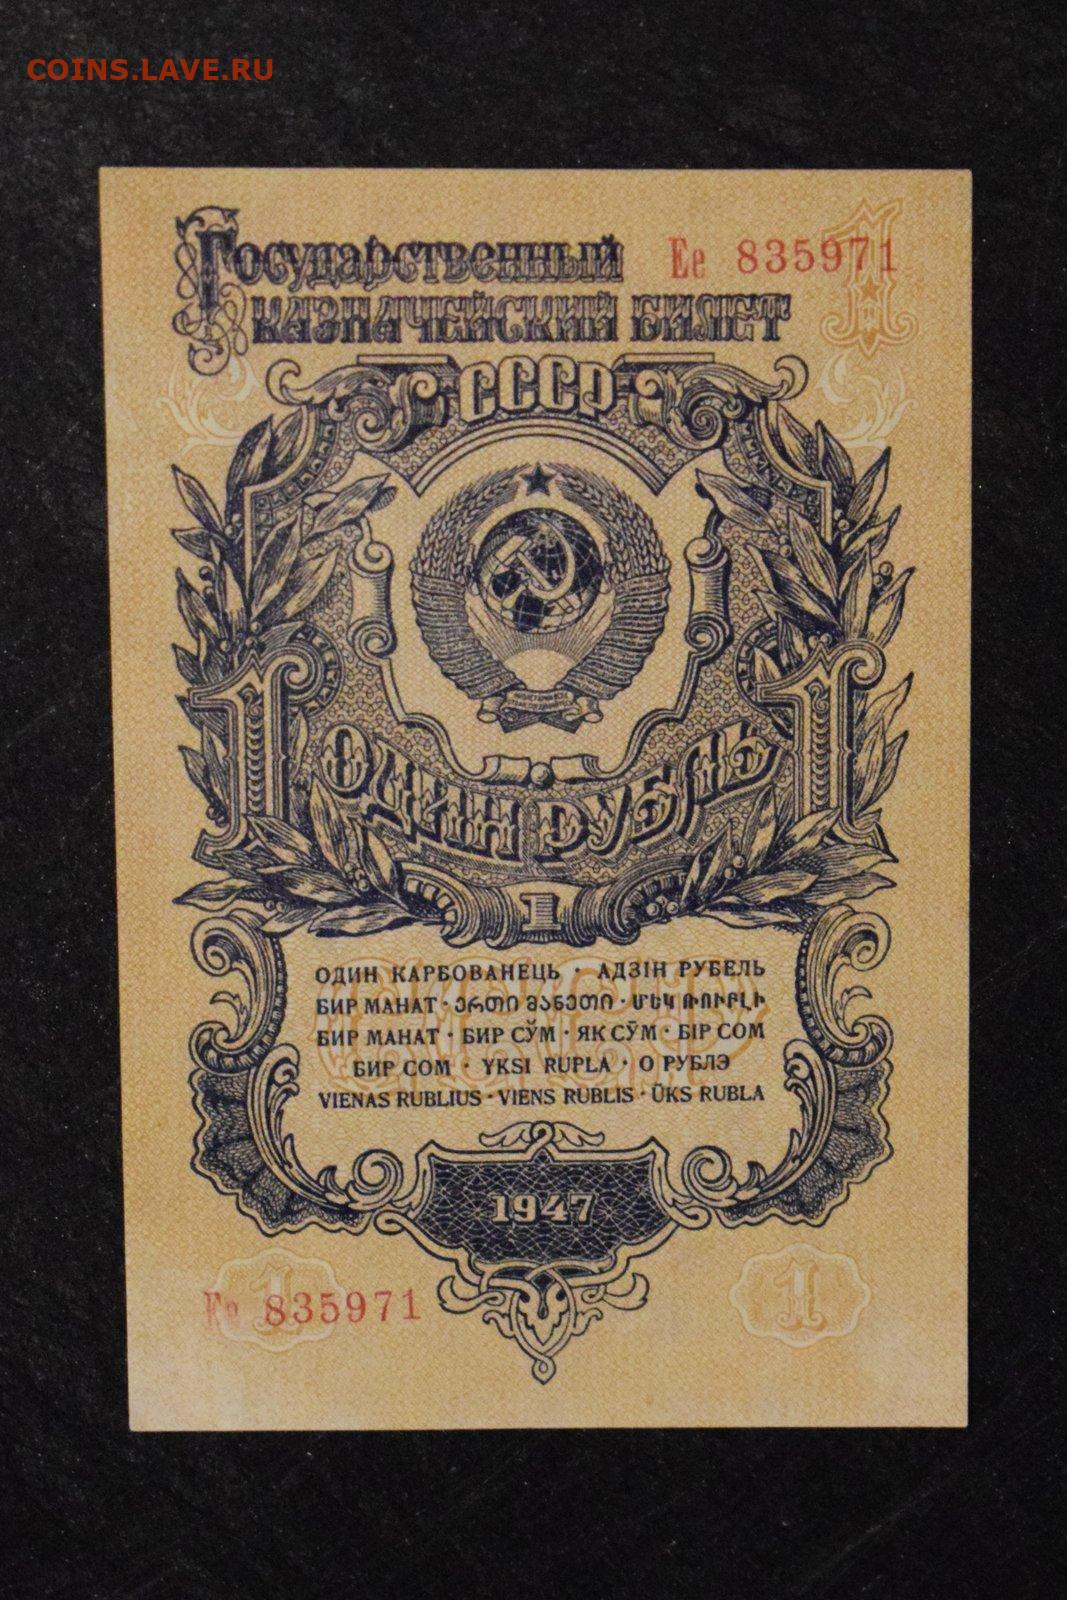 COINS.LAVE.RU
Государственный Ее 835971
казначейский билет 1
СССР
1 1
ОДИН РУБЛЬ
1
ОДИН КАРБОВАНЕЦЬ · АДЗІН РУБЕЛЬ
БИР МАНАТ · ერთი მანეთი · ՄԵԿ ՌՈՒԲԼԻ
БИР МАНАТ · БИР СЎМ · ЯК СӮМ · БІР СОМ
БИР СОМ · YKSI RUPLA · О РУБЛЭ
VIENAS RUBLIUS · VIENS RUBLIS · ÜKS RUBLA
1947
Ее 835971
1 1